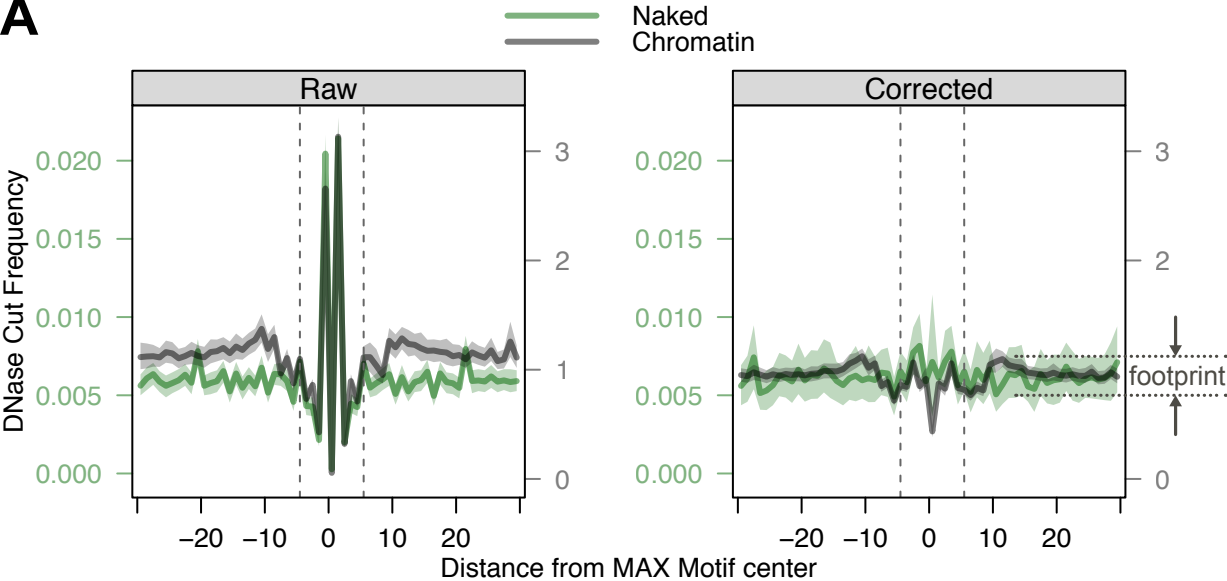 A
Naked
Chromatin
Raw
Corrected
DNase Cut Frequency
0.020
0.015
0.010
0.005
0.000
3
2
1
0
0.020
0.015
0.010
0.005
0.000
3
2
1
0
footprint
−20 −10 0 10 20
−20 −10 0 10 20
Distance from MAX Motif center